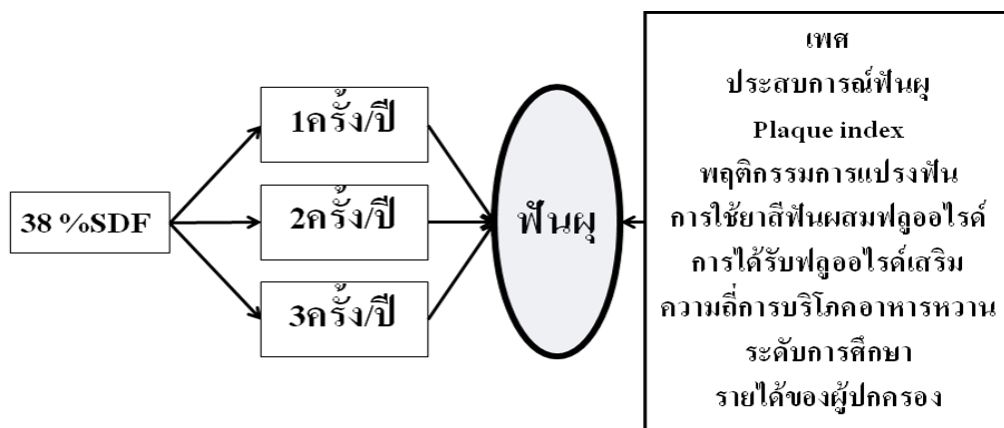 38 %SDF
1ครั้ง/ปี
2ครั้ง/ปี
3ครั้ง/ปี
ฟันผุ
เพศ
ประสบการณ์ฟันผุ
Plaque index
พฤติกรรมการแปรงฟัน
การใช้ยาสีฟันผสมฟลูออไรด์
การได้รับฟลูออไรด์เสริม
ความถี่การบริโภคอาหารหวาน
ระดับการศึกษา
รายได้ของผู้ปกครอง